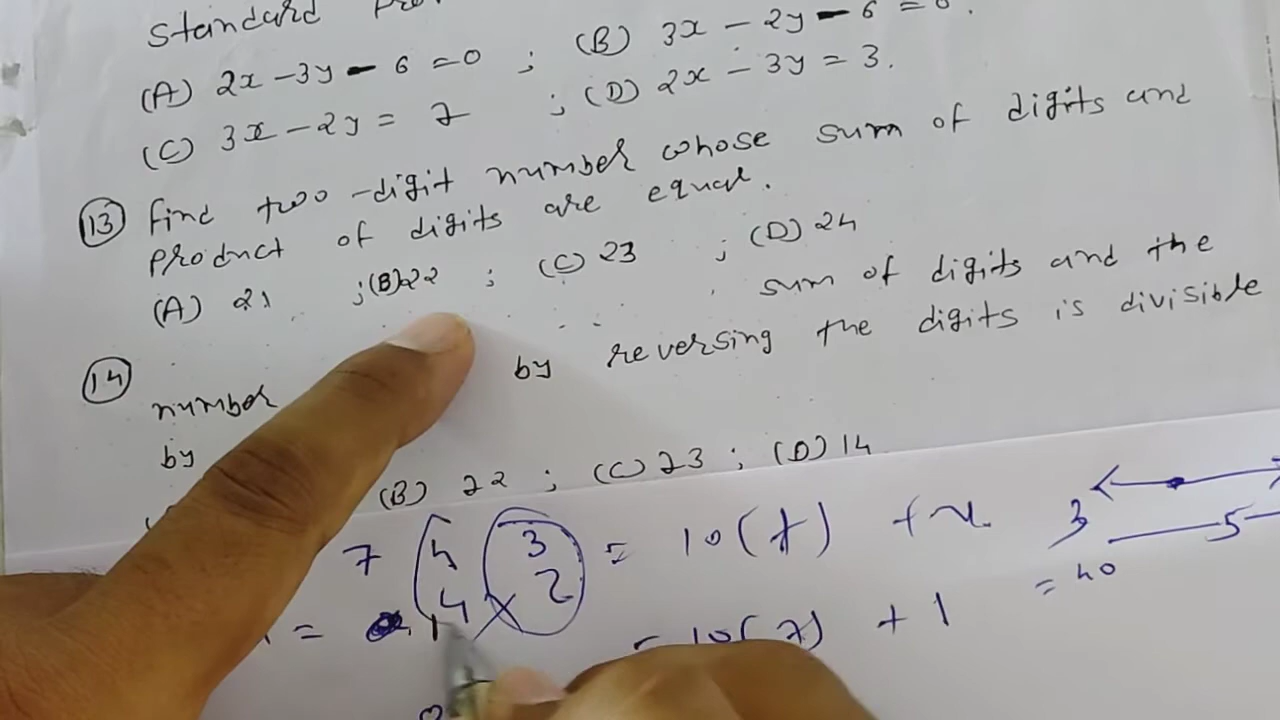 standard
(A) 2x - 3y - 6 = 0 ; (B) 3x - 2y - 6 = 0.
(C) 3x - 2y = 7 ; (D) 2x - 3y = 3.
(13) Find two-digit number whose sum of digits and
product of digits are equal.
(A) 21 ; (B) 22 ; (C) 23 ; (D) 24
(14) sum of digits and the
number by reversing the digits is divisible
by
(B) 22 ; (C) 23 ; (D) 14
7 4 3 = 10( ) + x 3 5
= 14 × 2 = 10(7) + 1 = 40